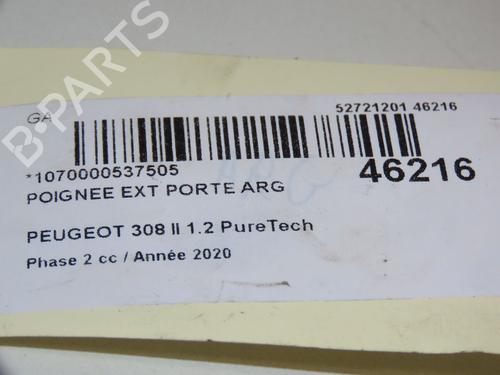 GA
52721201 46216
*1070000537505
46216
POIGNEE EXT PORTE ARG
ARG
PEUGEOT 308 II 1.2 PureTech
Phase 2 cc / Année 2020
B-PARTS